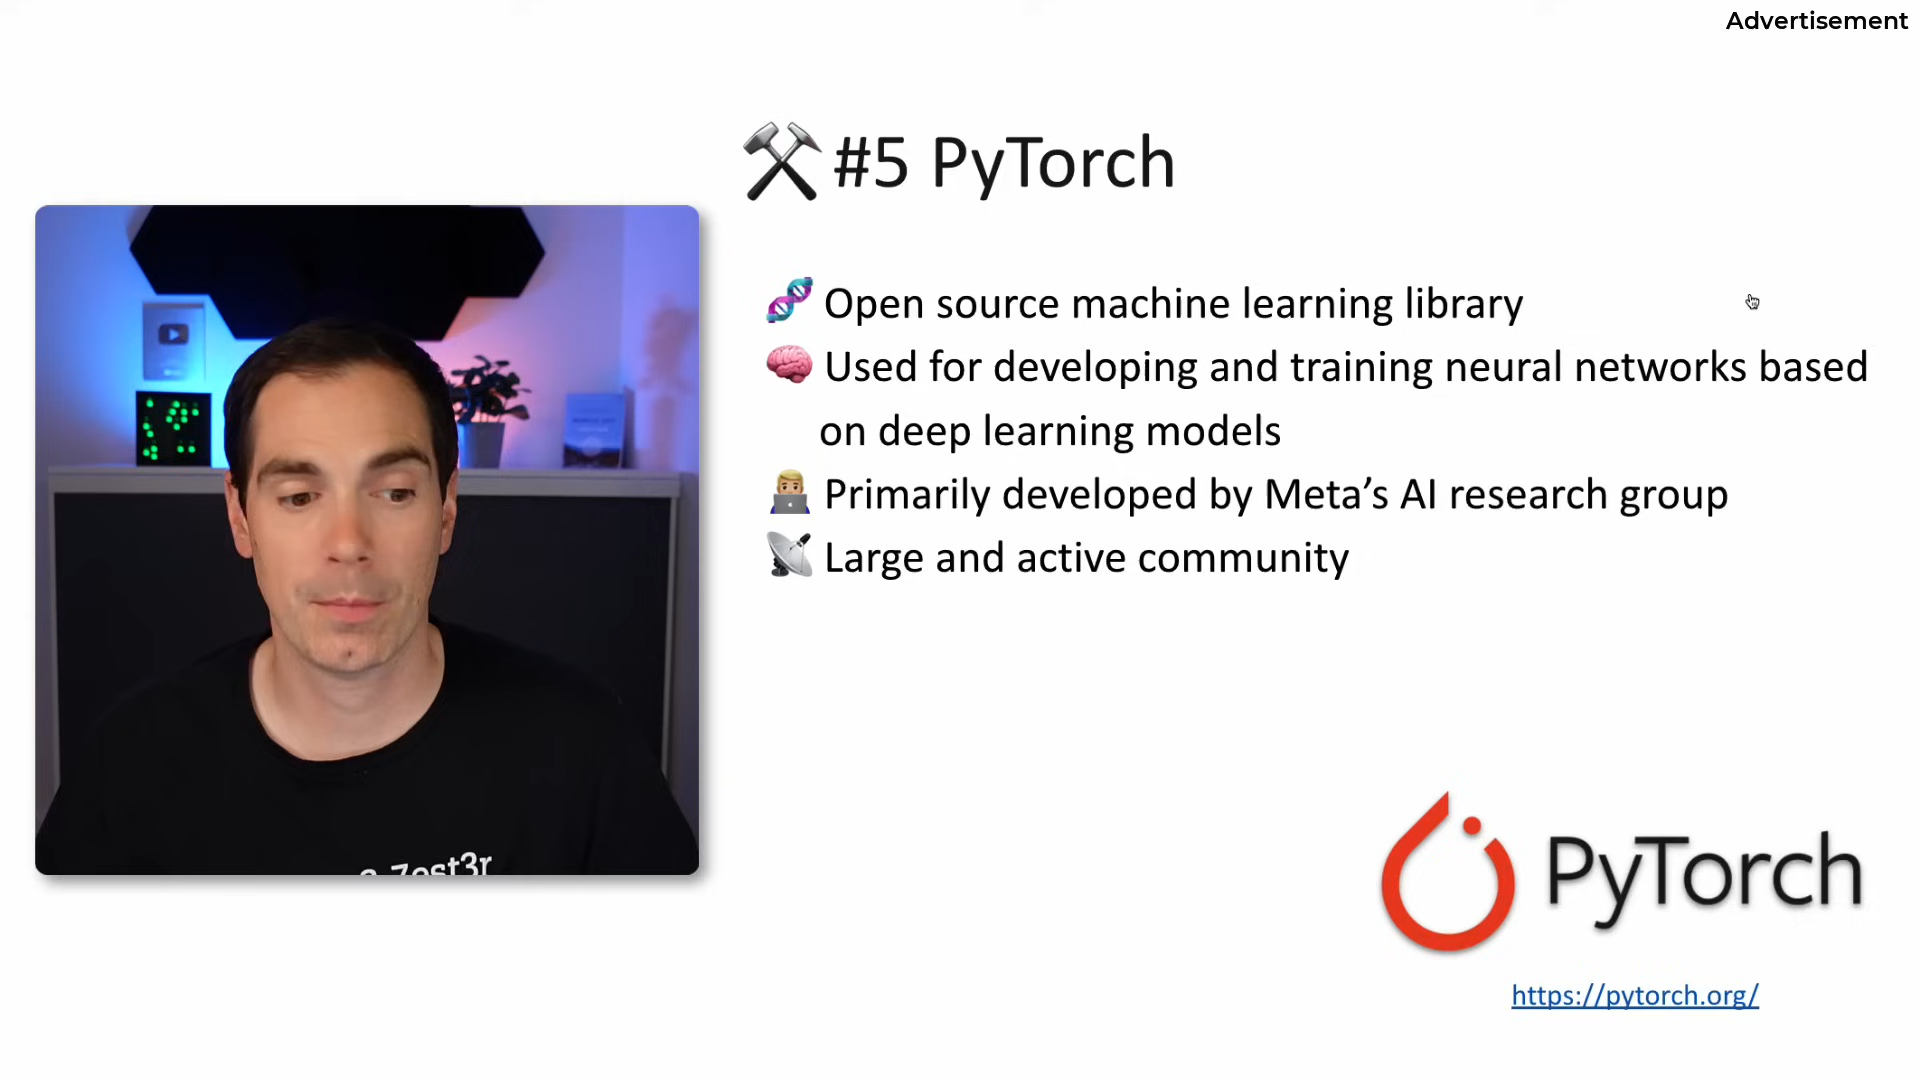 Advertisement
#5 PyTorch
Open source machine learning library
Used for developing and training neural networks based
on deep learning models
Primarily developed by Meta’s AI research group
Large and active community
PyTorch
https://pytorch.org/